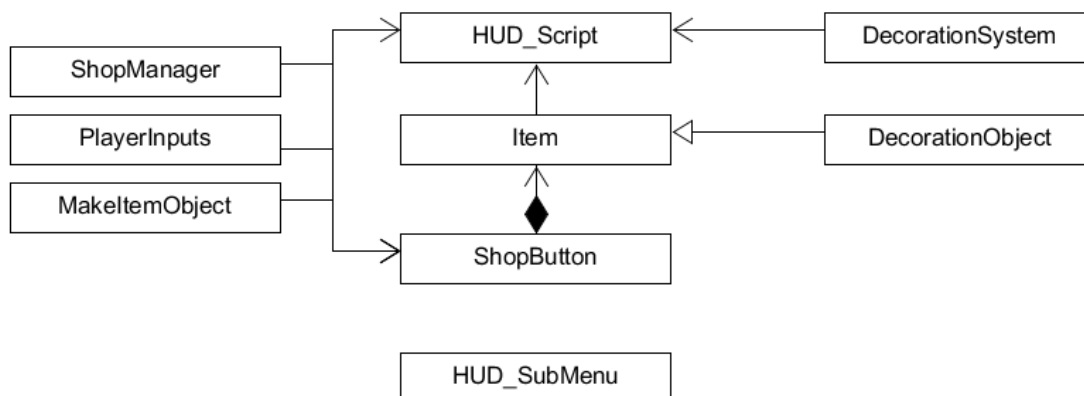 HUD_Script
DecorationSystem
ShopManager
PlayerInputs
Item
DecorationObject
MakeItemObject
ShopButton
HUD_SubMenu